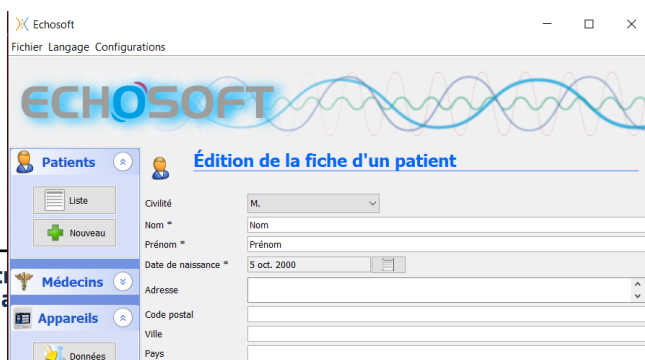 Echosoft
Fichier Langage Configurations
ECHOSOFT
Patients
Édition de la fiche d'un patient
Liste
Civilité M.
Nouveau
Nom * Nom
Prénom * Prénom
Date de naissance * 5 oct. 2000
Médecins
Adresse
Appareils
Code postal
Ville
Données
Pays